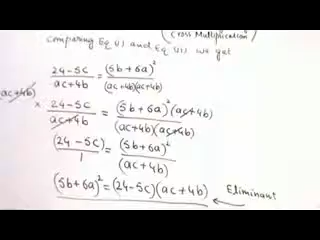 (Cross Multiplication)
comparing Eq (i) and Eq (ii) we get
(24-5c)/(ac+4b) = (5b+6a)²/((ac+4b)(ac+4b))
(ac+4b) × (24-5c)/(ac+4b) = (5b+6a)²(ac+4b)/((ac+4b)(ac+4b))
(24-5c)/1 = (5b+6a)²/(ac+4b)
(5b+6a)² = (24-5c)(ac+4b) ← Eliminant